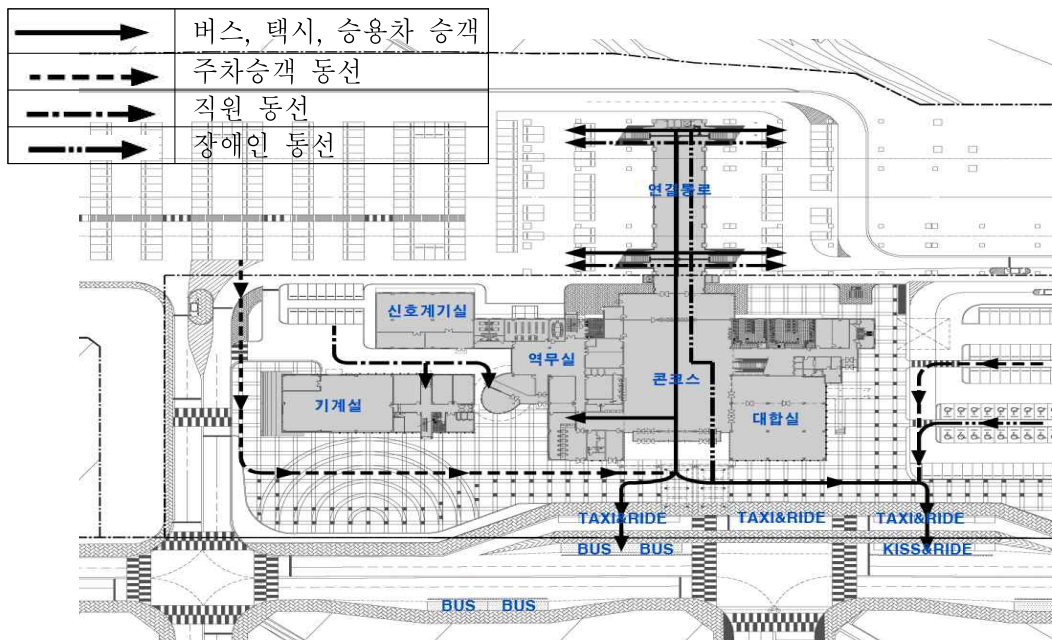 버스, 택시, 승용차 승객
주차승객 동선
직원 동선
장애인 동선
연결통로
신호계기실
역무실
콘코스
기계실
대합실
TAXI&RIDE TAXI&RIDE TAXI&RIDE
BUS BUS KISS&RIDE
BUS BUS